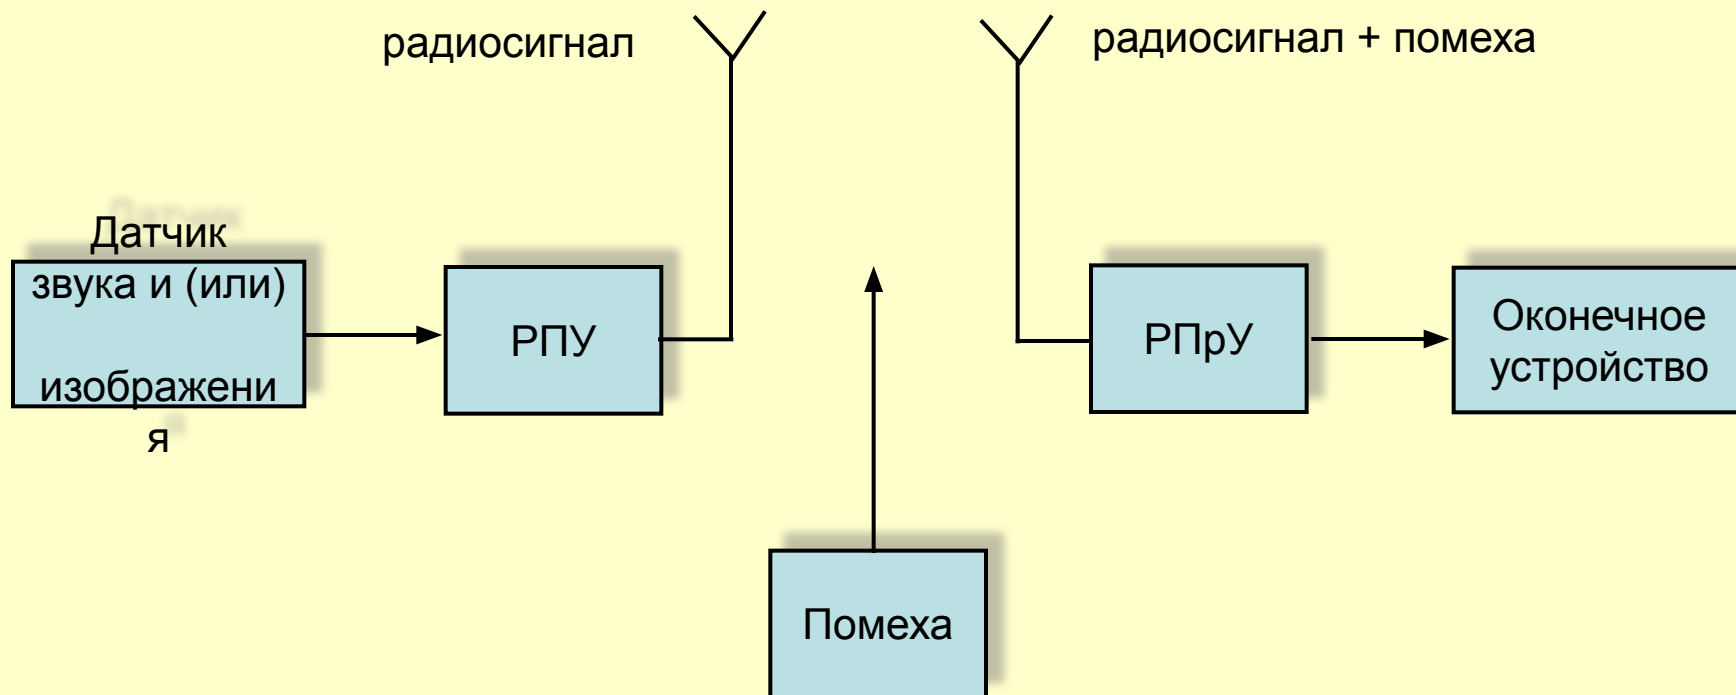 радиосигнал
радиосигнал + помеха
Датчик
звука и (или)
изображени
я
РПУ
РПрУ
Оконечное
устройство
Помеха